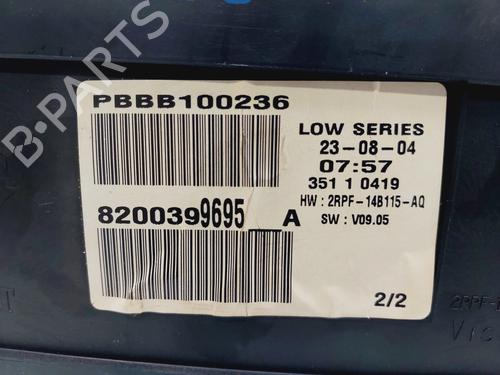 B-PARTS
PBBB100236
LOW SERIES
23-08-04
07:57
351 1 0419
HW : 2RPF-14B115-AQ
SW : V09.05
8200399695__A
2/2